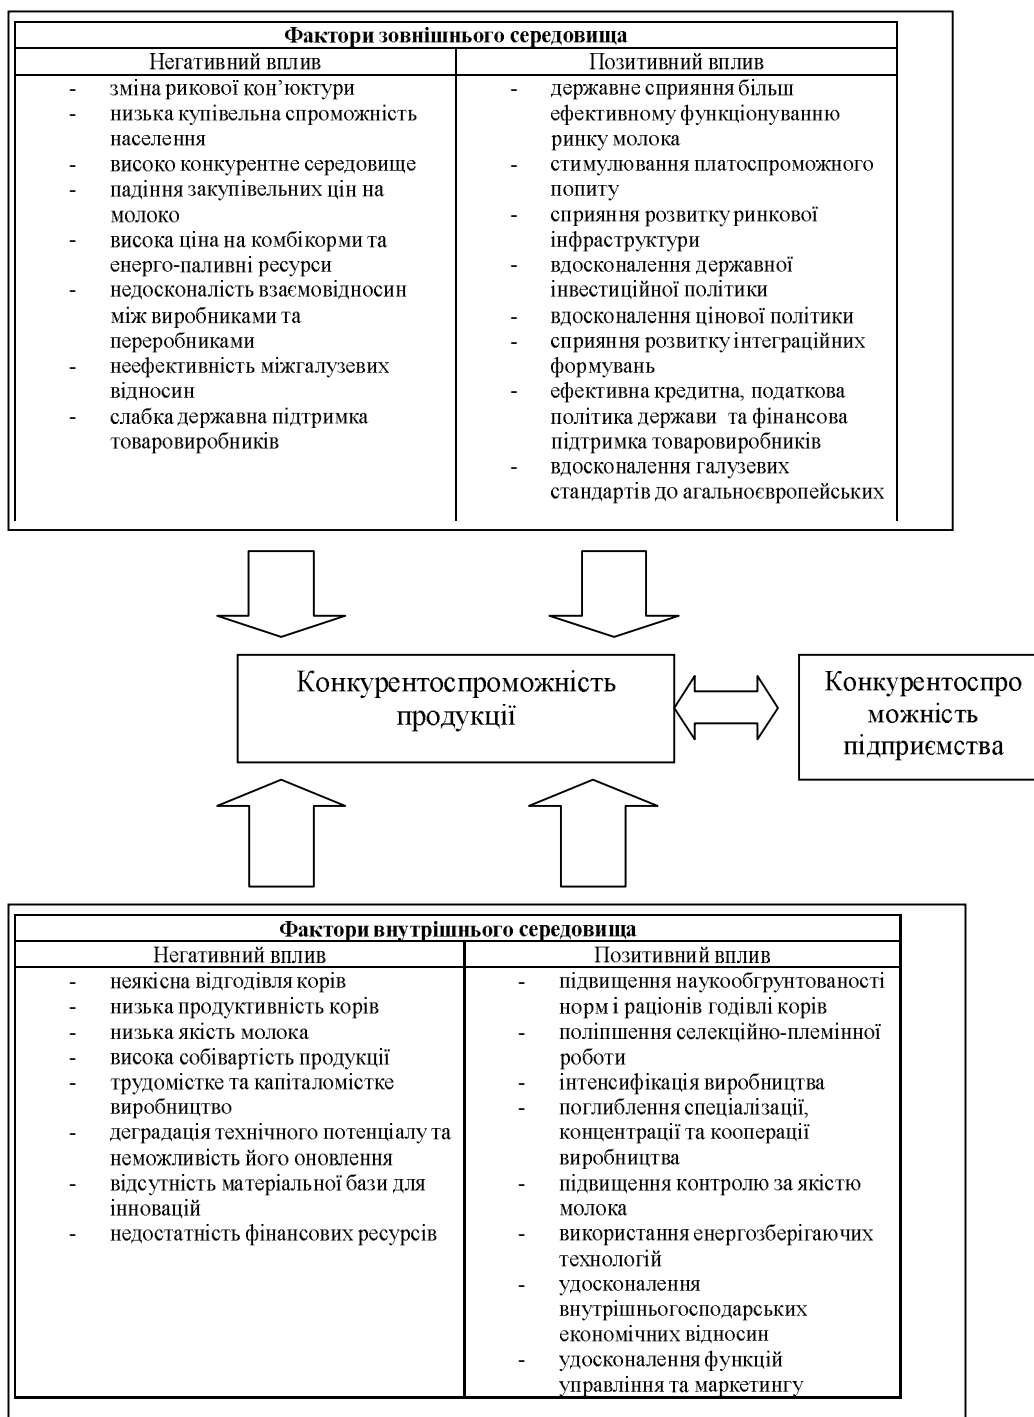 Фактори зовнішнього середовища
Негативний вплив
- зміна рикової кон’юктури
- низька купівельна спроможність
населення
- високо конкурентне середовище
- падіння закупівельних цін на
молоко
- висока ціна на комбікорми та
енерго-паливні ресурси
- недосконалість взаємовідносин
між виробниками та
переробниками
- неефективність міжгалузевих
відносин
- слабка державна підтримка
товаровиробників
Позитивний вплив
- державне сприяння більш
ефективному функціонуванню
ринку молока
- стимулювання платоспроможного
попиту
- сприяння розвитку ринкової
інфраструктури
- вдосконалення державної
інвестиційної політики
- вдосконалення цінової політики
- сприяння розвитку інтеграційних
формувань
- ефективна кредитна, податкова
політика держави та фінансова
підтримка товаровиробників
- вдосконалення галузевих
стандартів до агальноєвропейських
Конкурентоспроможність
продукції
Конкурентоспро
можність
підприємства
Фактори внутрішнього середовища
Негативний вплив
- неякісна відгодівля корів
- низька продуктивність корів
- низька якість молока
- висока собівартість продукції
- трудомістке та капіталомістке
виробництво
- деградація технічного потенціалу та
неможливість його оновлення
- відсутність матеріальної бази для
інновацій
- недостатність фінансових ресурсів
Позитивний вплив
- підвищення наукообгрунтованості
норм і раціонів годівлі корів
- поліпшення селекційно-племінної
роботи
- інтенсифікація виробництва
- поглиблення спеціалізації,
концентрації та кооперації
виробництва
- підвищення контролю за якістю
молока
- використання енергозберігаючих
технологій
- удосконалення
внутрішньогосподарських
економічних відносин
- удосконалення функцій
управління та маркетингу